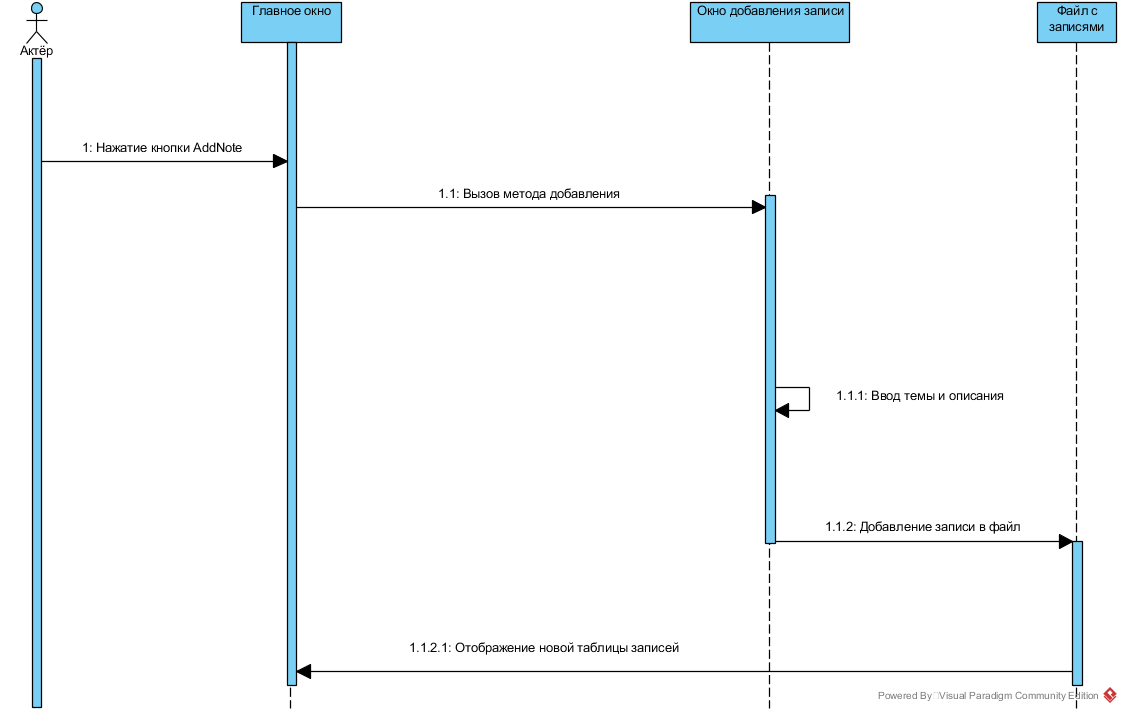 Главное окно
Окно добавления записи
Файл с
записями
Актёр
1: Нажатие кнопки AddNote
1.1: Вызов метода добавления
1.1.1: Ввод темы и описания
1.1.2: Добавление записи в файл
1.1.2.1: Отображение новой таблицы записей
Powered By Visual Paradigm Community Edition